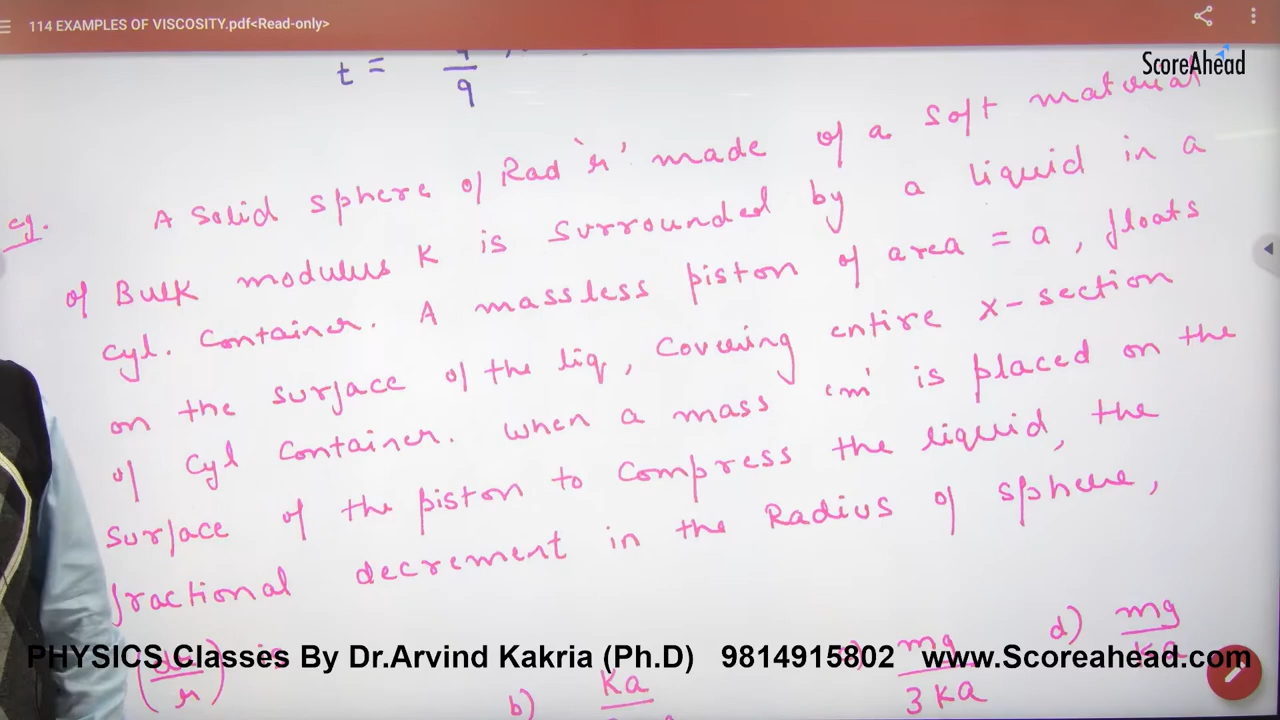 114 EXAMPLES OF VISCOSITY.pdf<Read-only>
ScoreAhead
t =
9
eg. A solid sphere of Rad 'r' made of a soft material
of Bulk modulus K is surrounded by a liquid in a
cyl. container. A massless piston of area = a, floats
on the surface of the liq, covering entire x-section
of cyl container. When a mass 'm' is placed on the
surface of the piston to compress the liquid, the
fractional decrement in the Radius of sphere,
(dr/r) is
b) Ka
c) mg/3Ka
d) mg/Ka
PHYSICS Classes By Dr.Arvind Kakria (Ph.D) 9814915802 www.Scoreahead.com